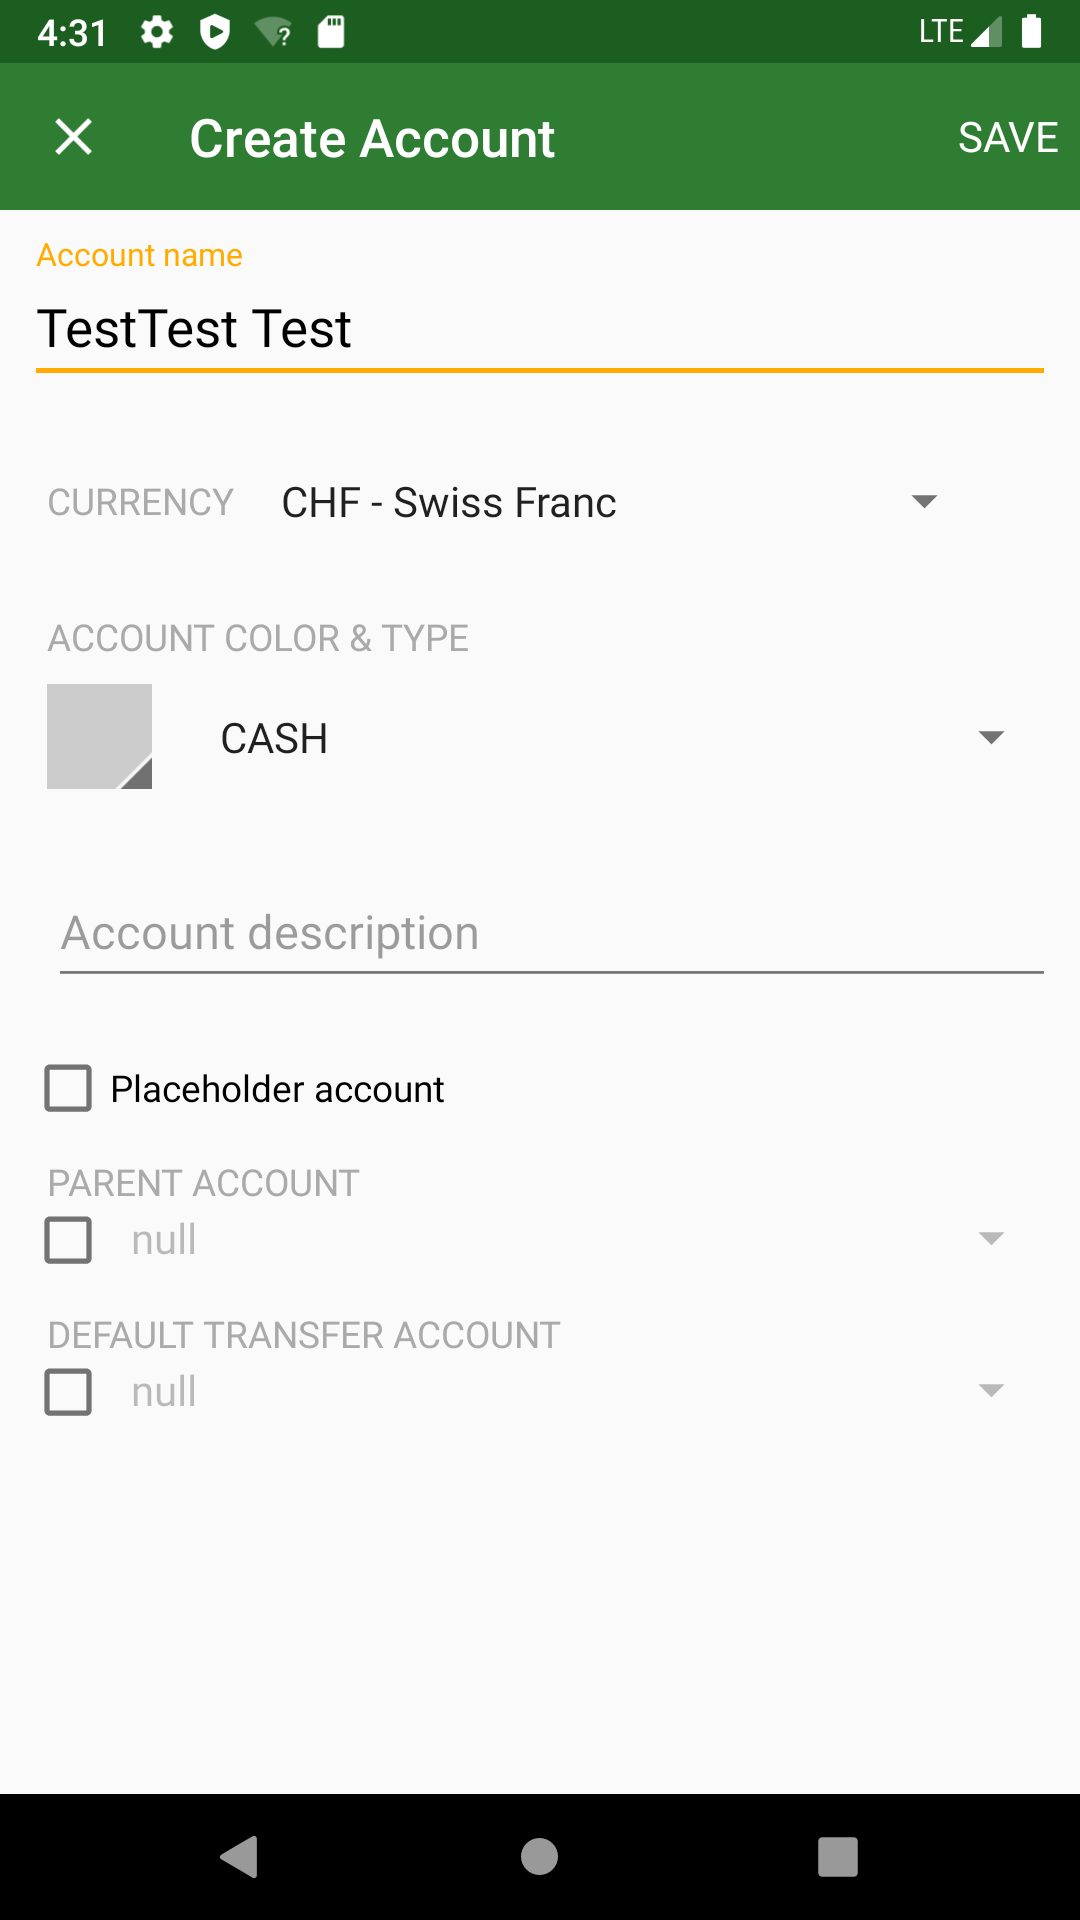 4:31
LTE
Create Account
SAVE
Account name
TestTest Test
CURRENCY
CHF - Swiss Franc
ACCOUNT COLOR & TYPE
CASH
Account description
Placeholder account
PARENT ACCOUNT
null
DEFAULT TRANSFER ACCOUNT
null